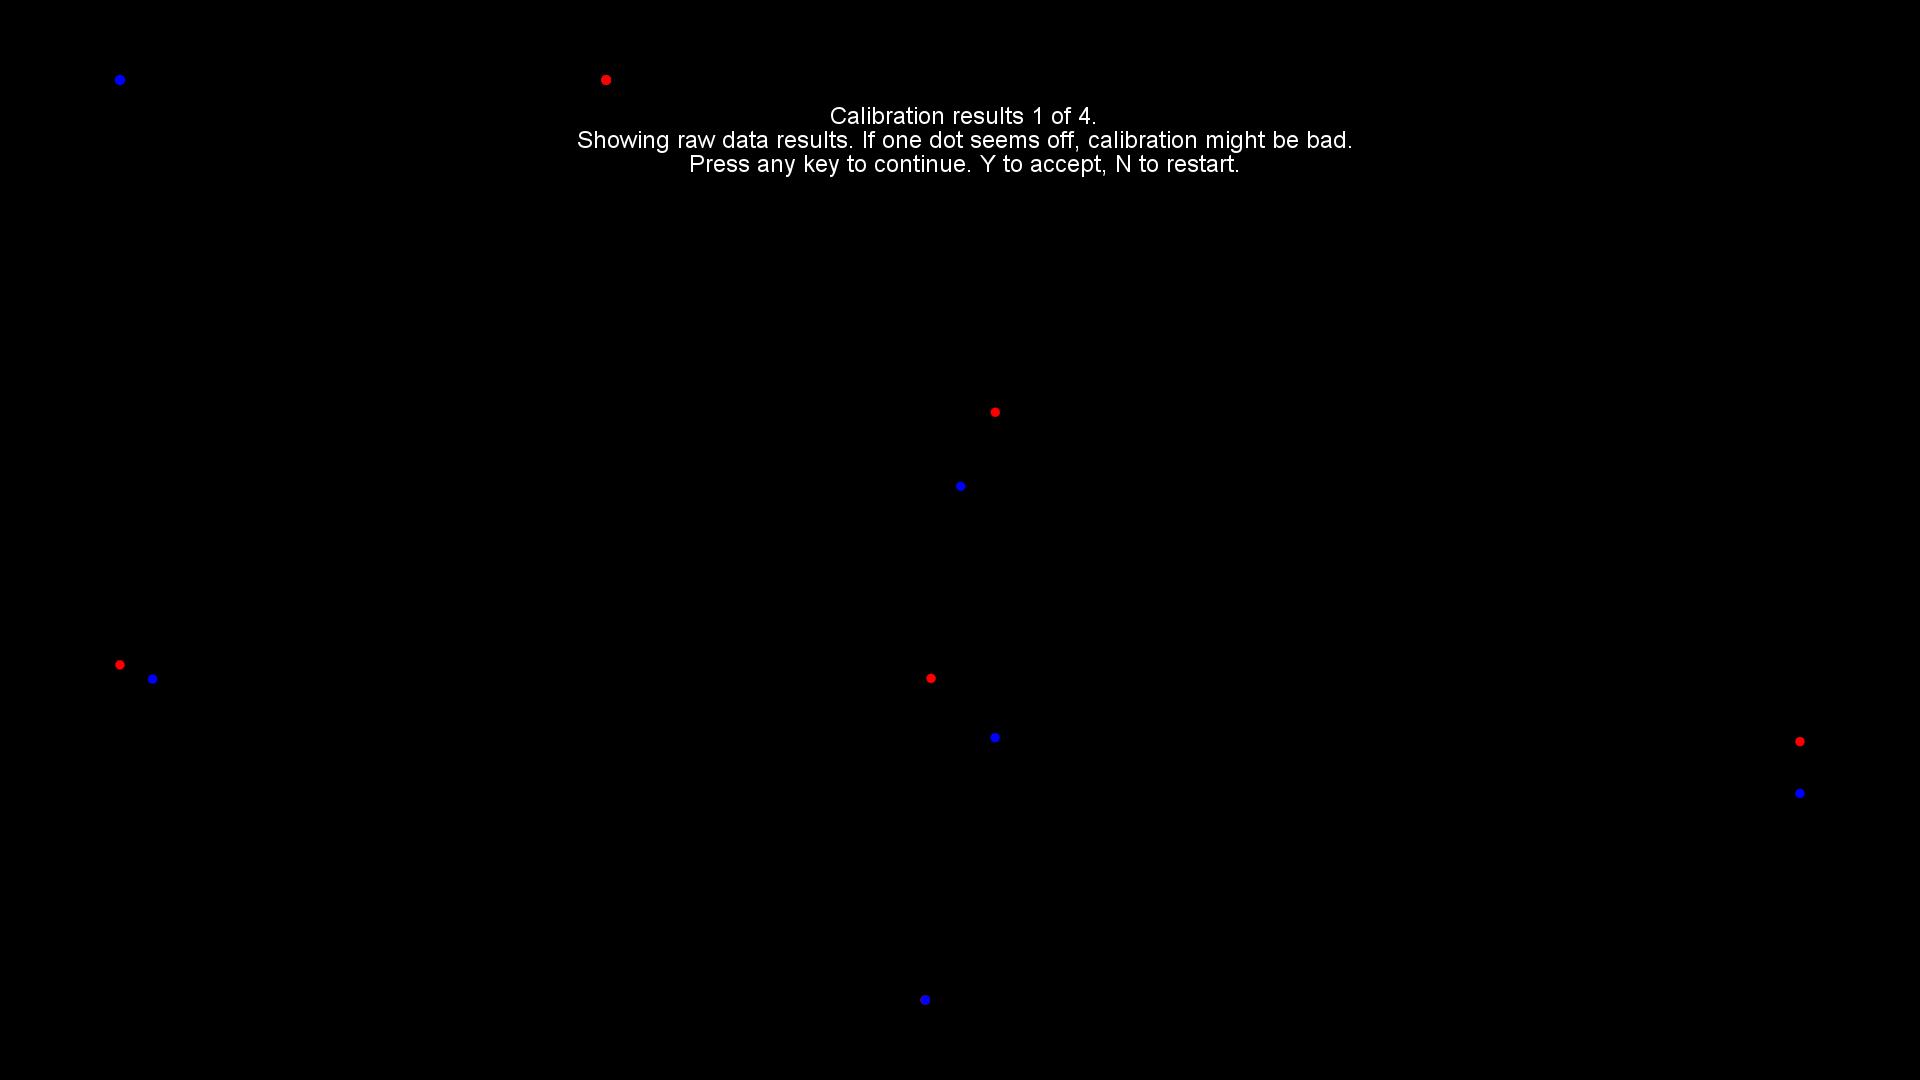 Calibration results 1 of 4.
Showing raw data results. If one dot seems off, calibration might be bad.
Press any key to continue. Y to accept, N to restart.